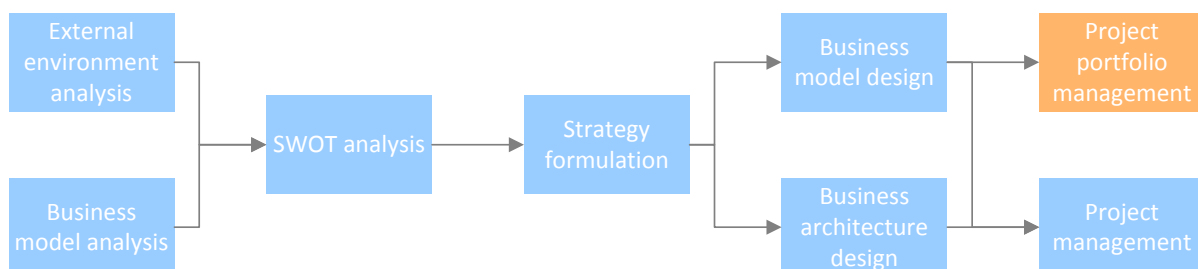 External
environment
analysis
Business
model analysis
SWOT analysis
Strategy
formulation
Business
model design
Business
architecture
design
Project
portfolio
management
Project
management